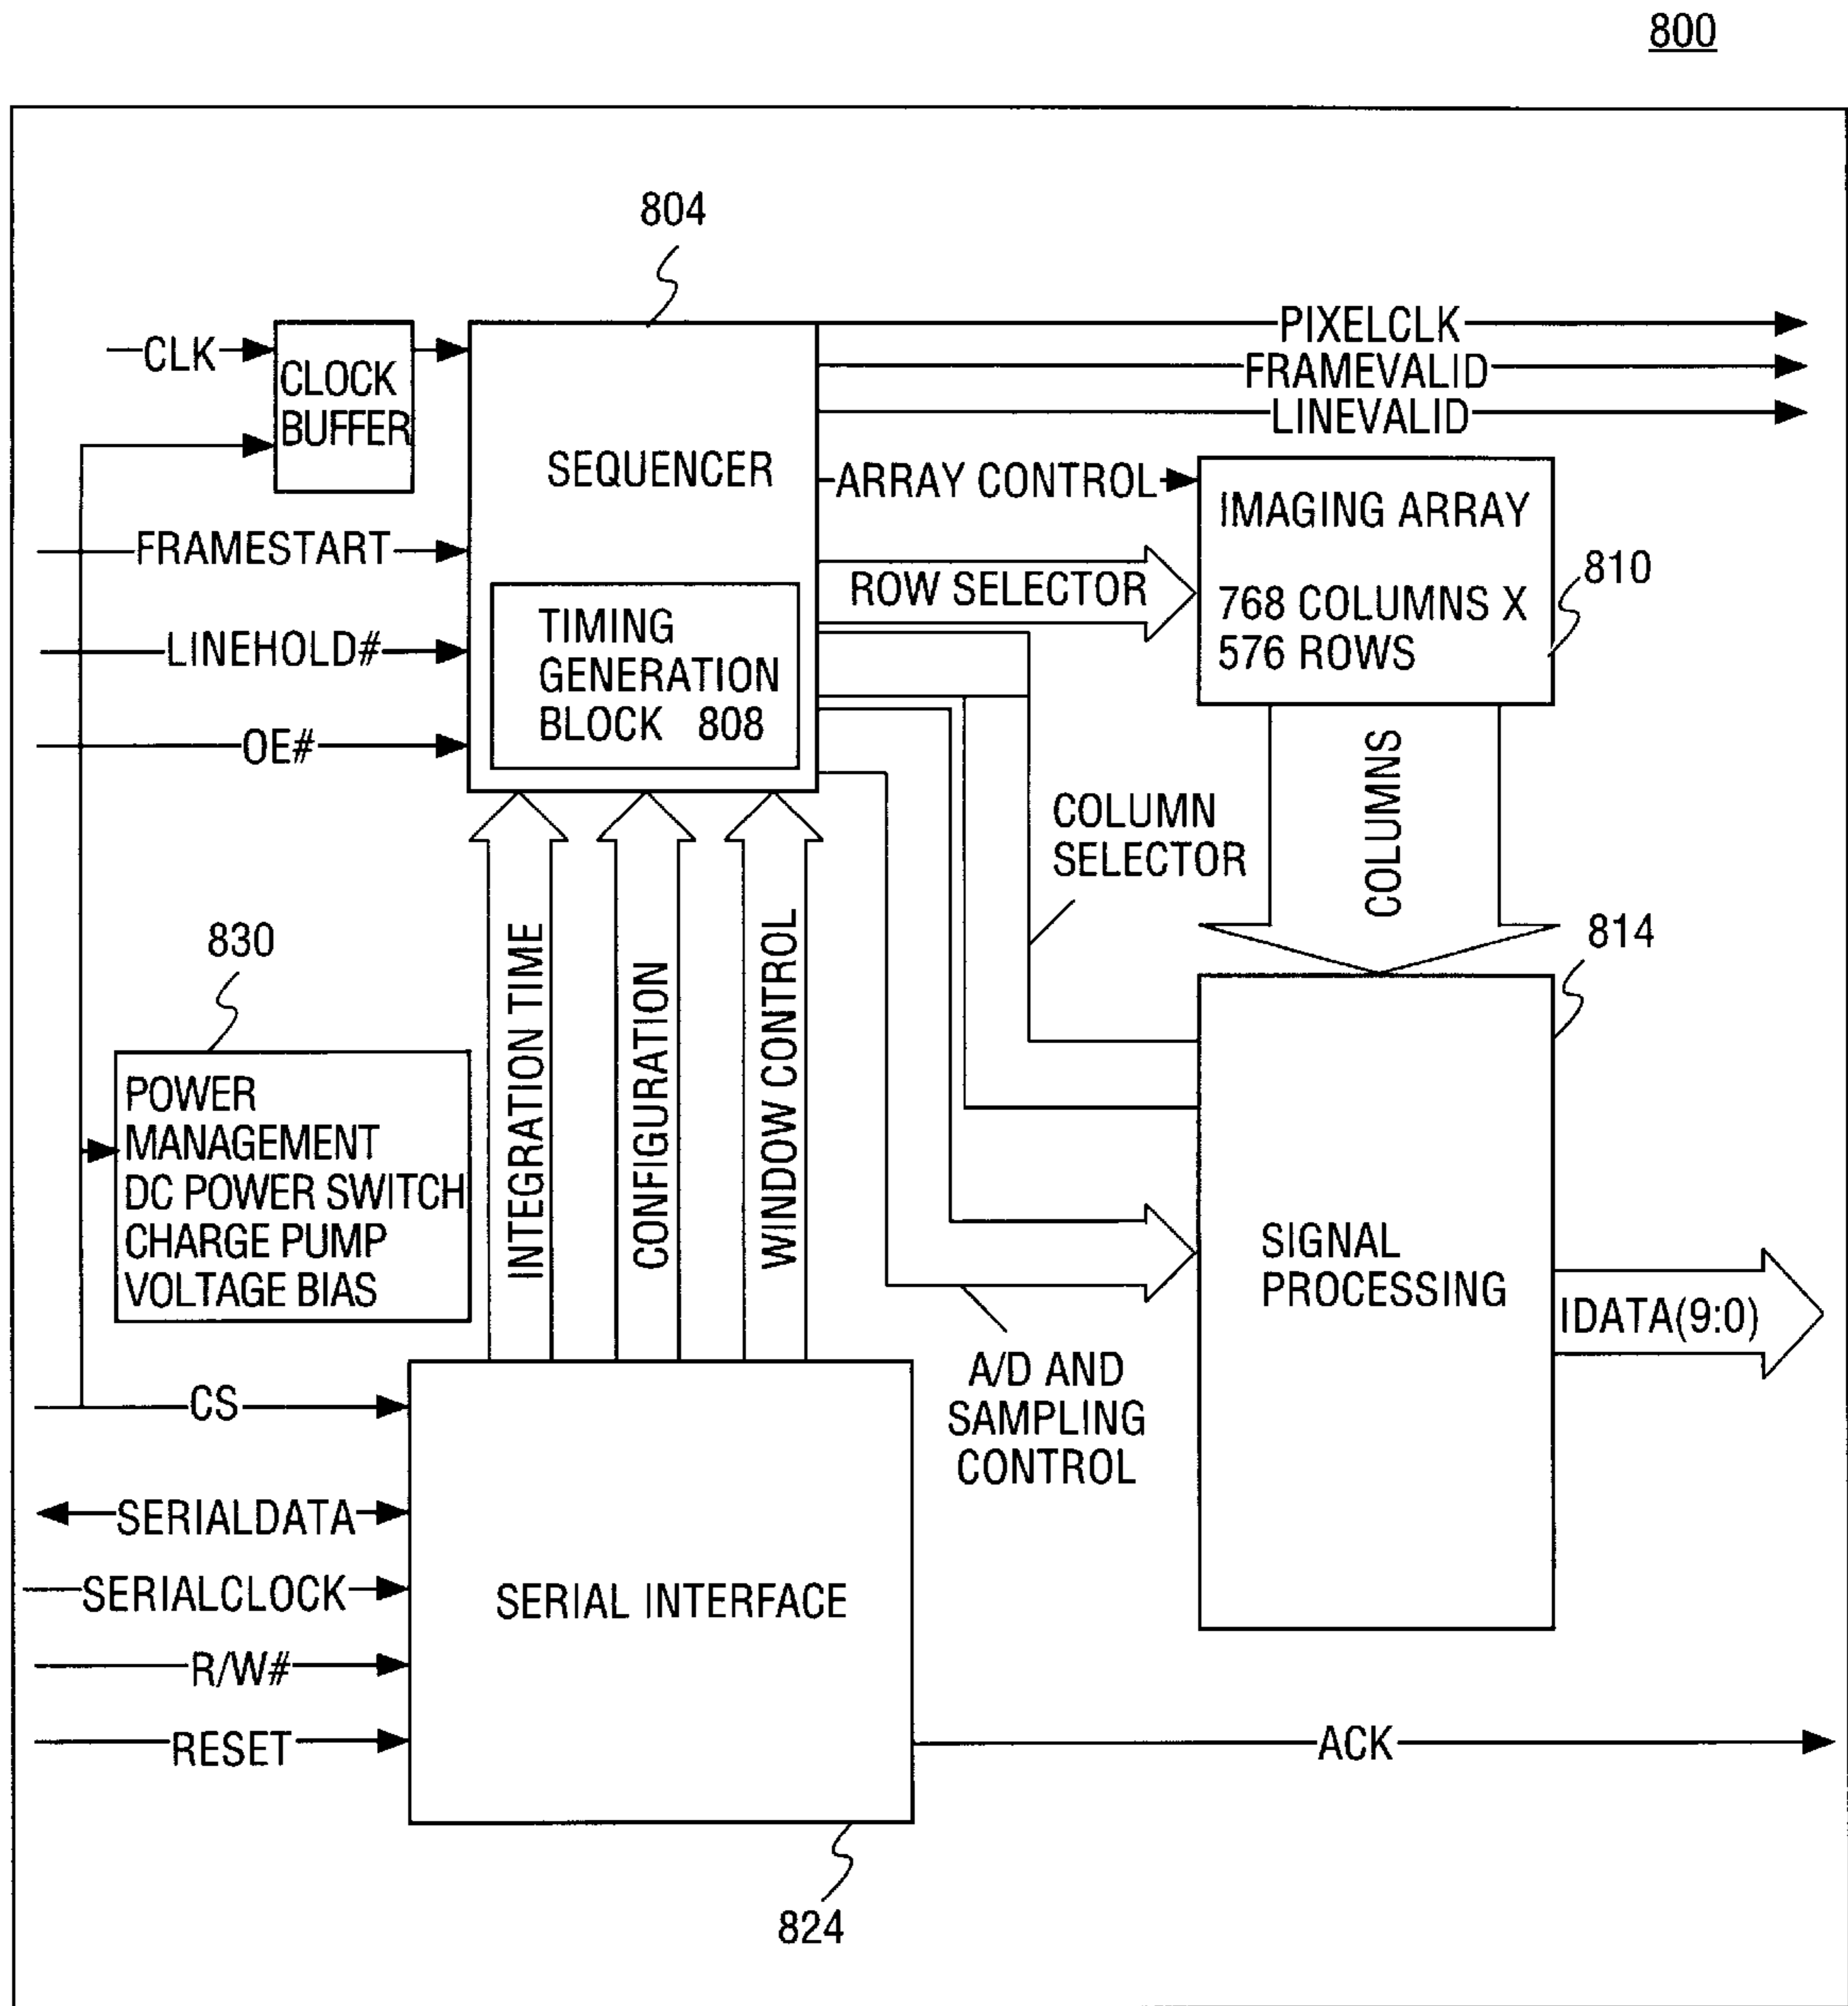 800
804
CLK
CLOCK
BUFFER
PIXELCLK
FRAMEVALID
LINEVALID
SEQUENCER
ARRAY CONTROL
IMAGING ARRAY
768 COLUMNS X
576 ROWS
810
FRAMESTART
ROW SELECTOR
LINEHOLD#
TIMING
GENERATION
BLOCK 808
OE#
COLUMNS
COLUMN
SELECTOR
814
830
POWER
MANAGEMENT
DC POWER SWITCH
CHARGE PUMP
VOLTAGE BIAS
INTEGRATION TIME
CONFIGURATION
WINDOW CONTROL
SIGNAL
PROCESSING
IDATA(9:0)
A/D AND
SAMPLING
CONTROL
CS
SERIALDATA
SERIALCLOCK
SERIAL INTERFACE
R/W#
RESET
ACK
824